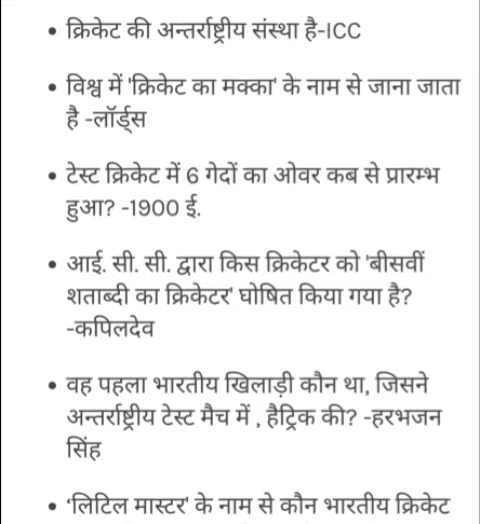 • क्रिकेट की अन्तर्राष्ट्रीय संस्था है-ICC
• विश्व में 'क्रिकेट का मक्का' के नाम से जाना जाता
है -लॉर्ड्स
• टेस्ट क्रिकेट में 6 गेदों का ओवर कब से प्रारम्भ
हुआ? -1900 ई.
• आई. सी. सी. द्वारा किस क्रिकेटर को 'बीसवीं
शताब्दी का क्रिकेटर' घोषित किया गया है?
-कपिलदेव
• वह पहला भारतीय खिलाड़ी कौन था, जिसने
अन्तर्राष्ट्रीय टेस्ट मैच में , हैट्रिक की? -हरभजन
सिंह
• 'लिटिल मास्टर' के नाम से कौन भारतीय क्रिकेट